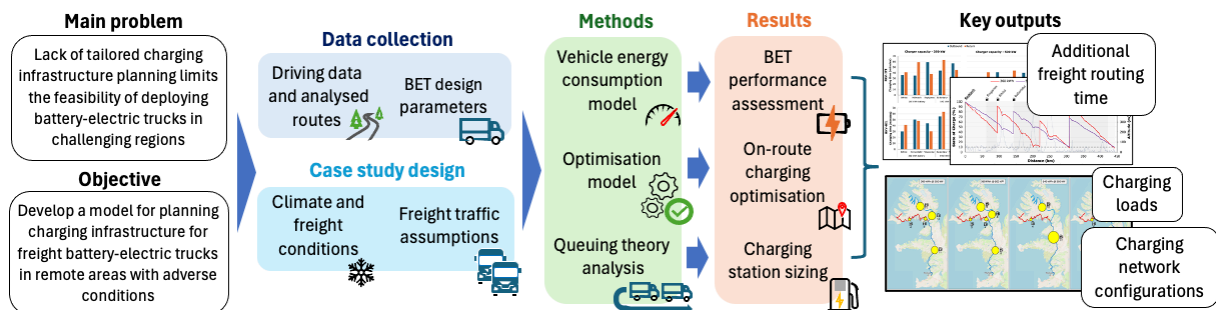 Main problem
Lack of tailored charging
infrastructure planning limits
the feasibility of deploying
battery-electric trucks in
challenging regions
Objective
Develop a model for planning
charging infrastructure for
freight battery-electric trucks
in remote areas with adverse
conditions
Data collection
Driving data
and analysed
routes
BET design
parameters
Case study design
Climate and
freight
conditions
Freight traffic
assumptions
Methods
Vehicle energy
consumption
model
Optimisation
model
Queuing theory
analysis
Results
BET
performance
assessment
On-route
charging
optimisation
Charging
station sizing
Key outputs
Additional
freight routing
time
Distance (km)
Charging
loads
Charging
network
configurations